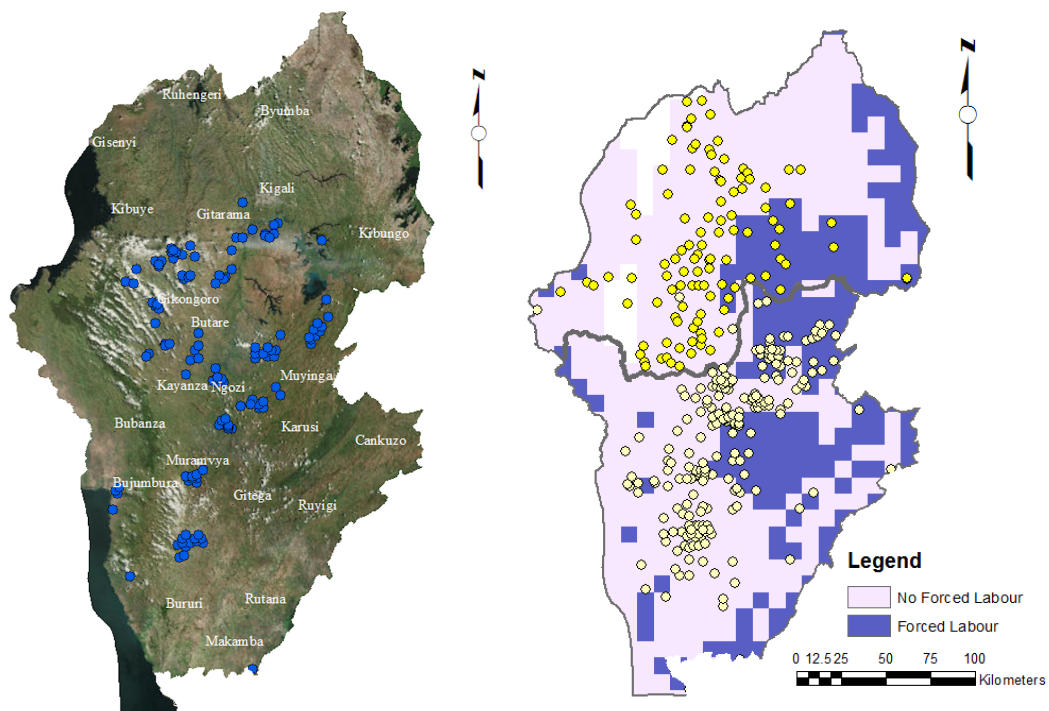 N
Ruhengeri
Byumba
Gisenyi
Kigali
Kibuye
Gitarama
Kibungo
Gikongoro
Butare
Kayanza
Ngozi
Muyinga
Bubanza
Karusi
Cankuzo
Muramvya
Bujumbura
Gitega
Ruyigi
Bururi
Rutana
Makamba
N
Legend
No Forced Labour
Forced Labour
0 12.5 25 50 75 100
Kilometers